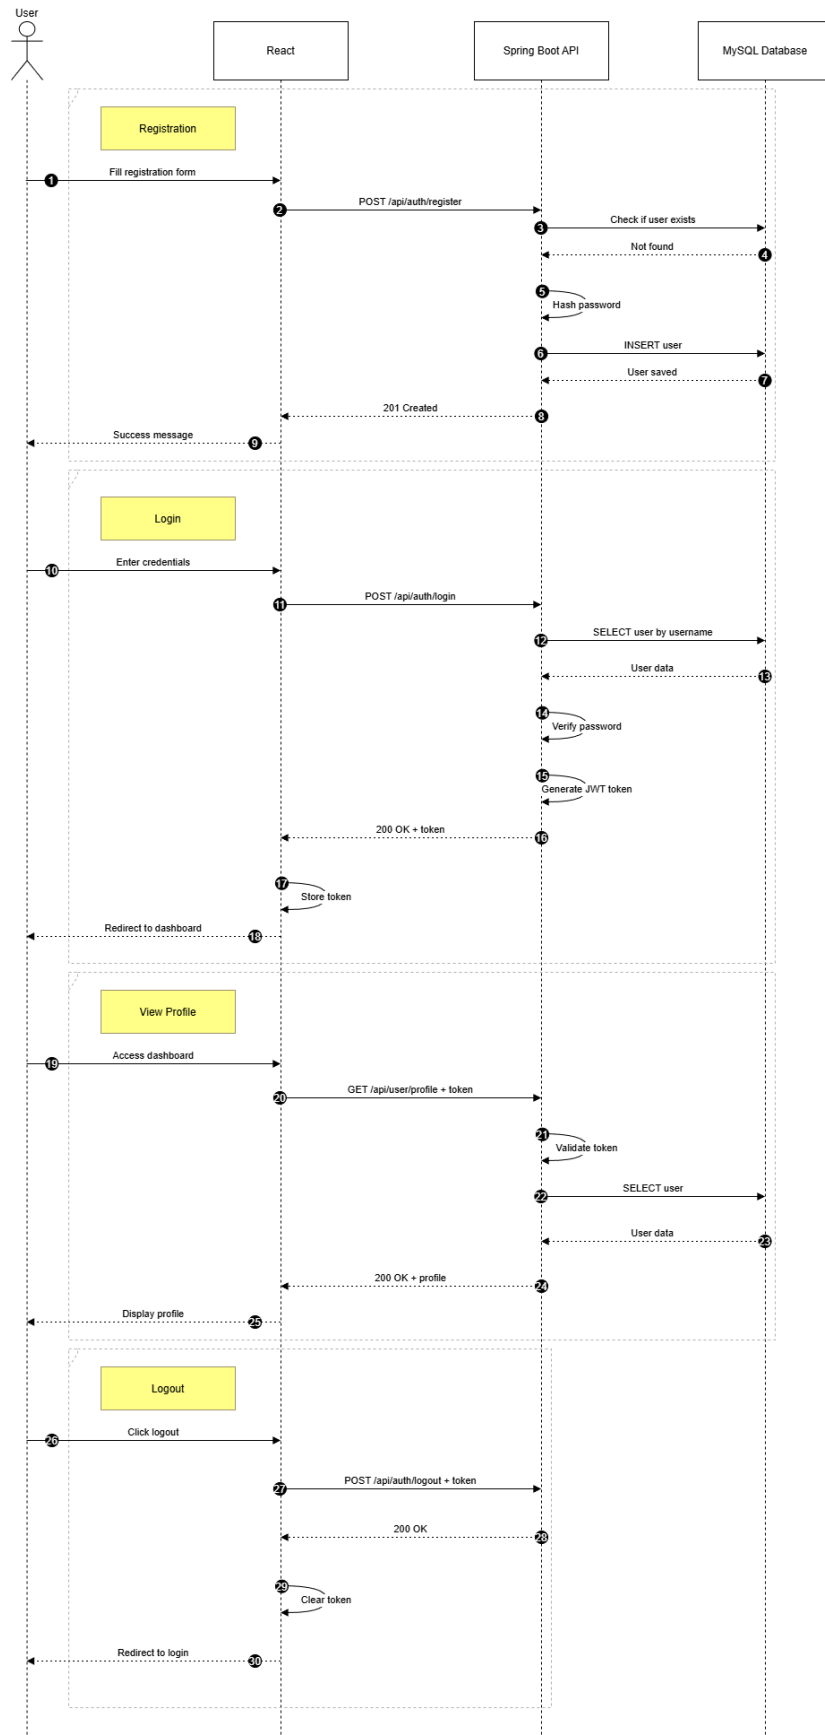 User
React
Spring Boot API
MySQL Database
Registration
1
Fill registration form
2
POST /api/auth/register
3
Check if user exists
Not found
4
5
Hash password
6
INSERT user
User saved
7
201 Created
8
Success message
9
Login
10
Enter credentials
11
POST /api/auth/login
12
SELECT user by username
User data
13
14
Verify password
15
Generate JWT token
200 OK + token
16
17
Store token
Redirect to dashboard
18
View Profile
19
Access dashboard
20
GET /api/user/profile + token
21
Validate token
22
SELECT user
User data
23
200 OK + profile
24
Display profile
25
Logout
26
Click logout
27
POST /api/auth/logout + token
200 OK
28
29
Clear token
Redirect to login
30